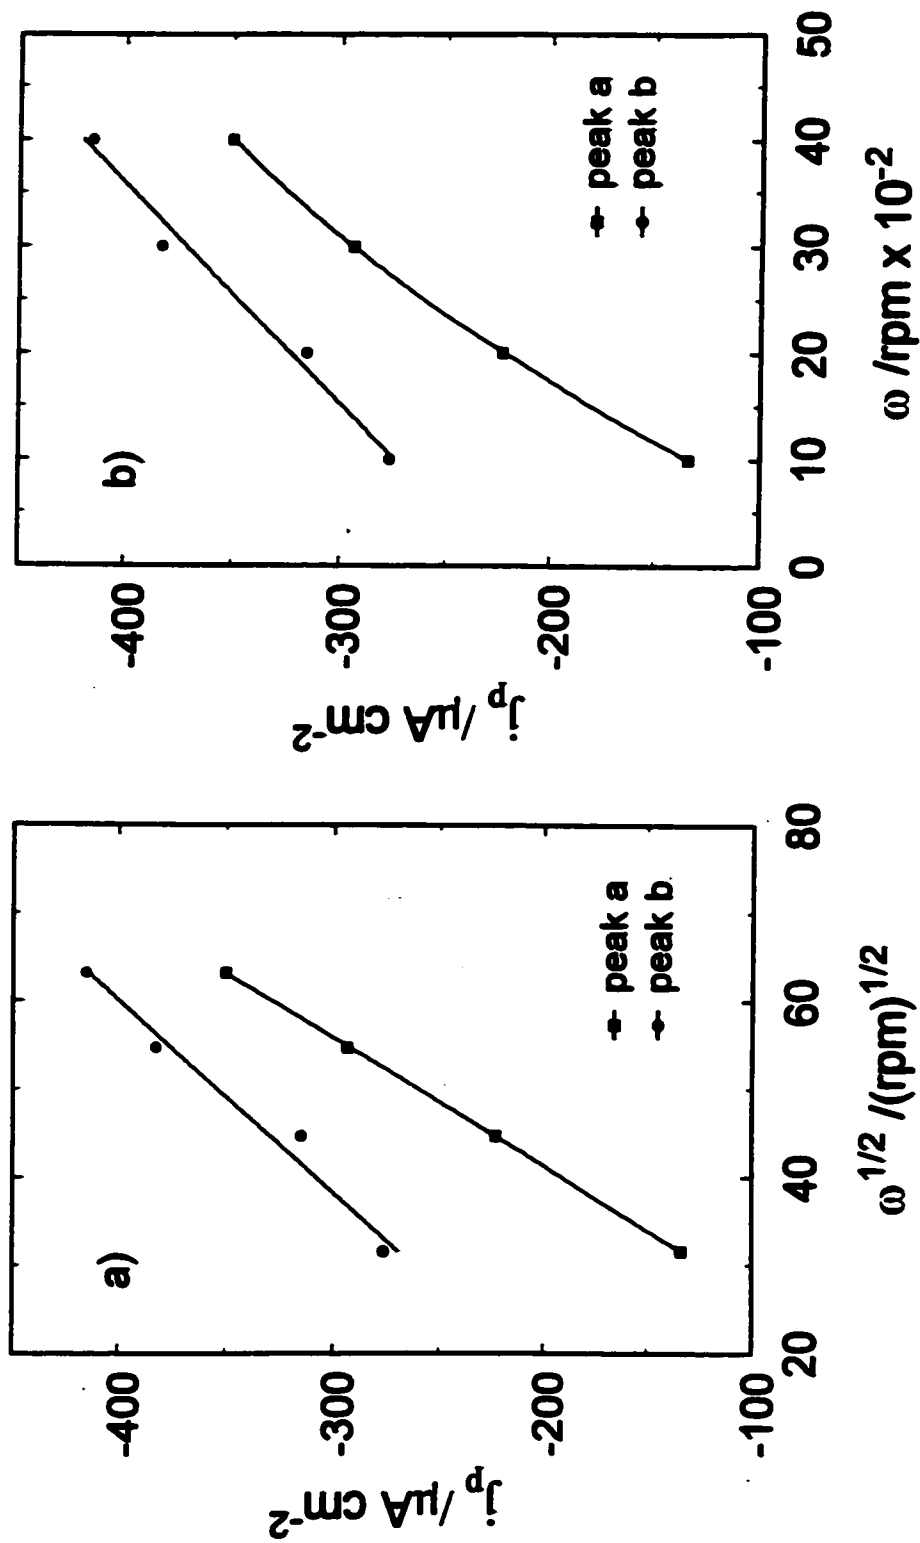 a)
-400
-300
-200
-100
j_p /μA cm^-2
20
40
60
80
ω^1/2 /(rpm)^1/2
peak a
peak b
b)
-400
-300
-200
-100
j_p /μA cm^-2
0
10
20
30
40
50
ω /rpm x 10^-2
peak a
peak b